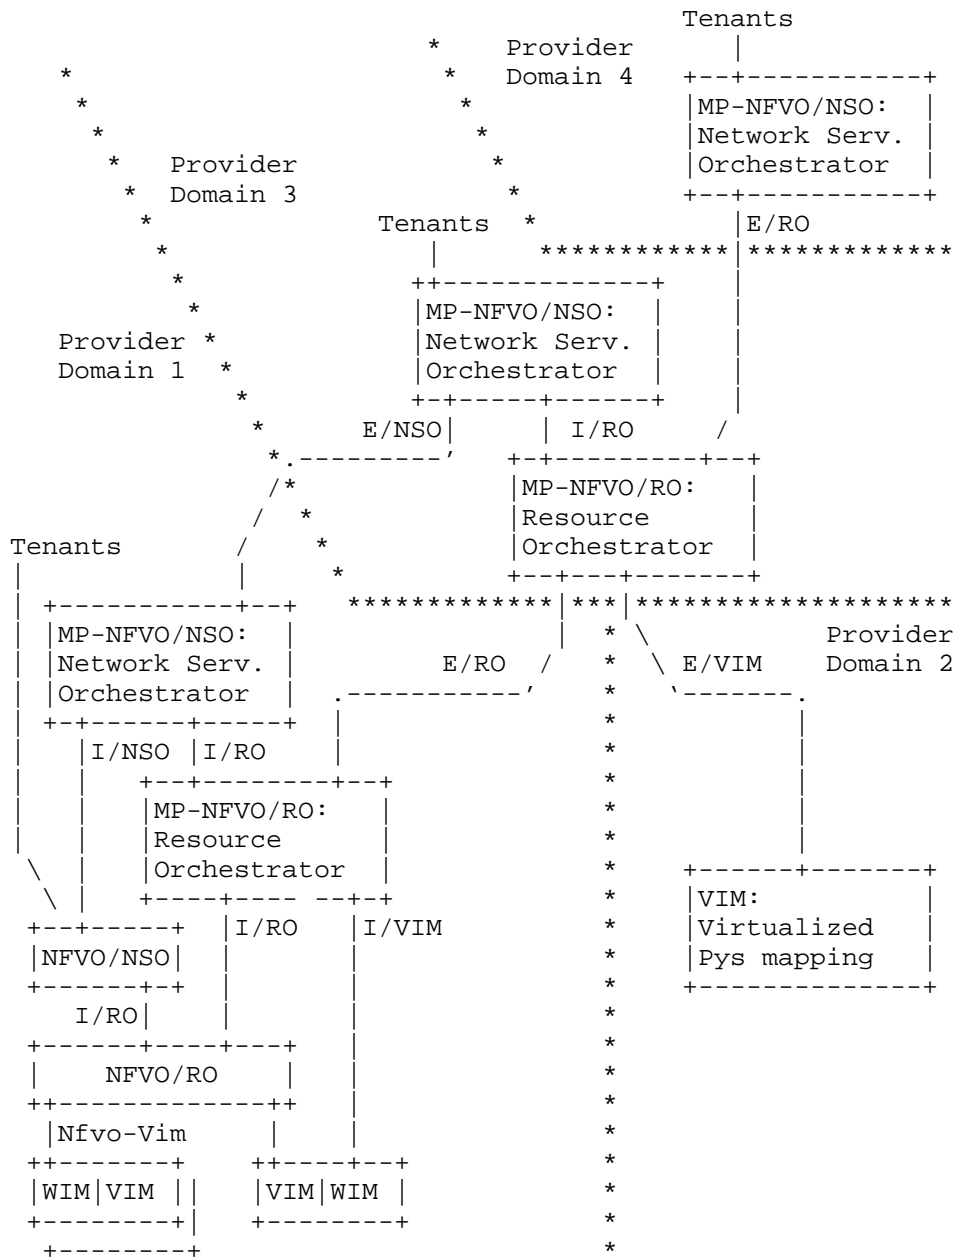 Tenants
Provider
Domain 4
MP-NFVO/NSO:
Network Serv.
Orchestrator
Provider
Domain 3
Tenants
E/RO
MP-NFVO/NSO:
Network Serv.
Orchestrator
Provider
Domain 1
E/NSO
I/RO
MP-NFVO/RO:
Resource
Orchestrator
Tenants
MP-NFVO/NSO:
Network Serv.
Orchestrator
E/RO
E/VIM
Provider
Domain 2
I/NSO
I/RO
MP-NFVO/RO:
Resource
Orchestrator
VIM:
Virtualized
Pys mapping
I/RO
I/VIM
NFVO/NSO
I/RO
NFVO/RO
Nfvo-Vim
WIM|VIM
VIM|WIM